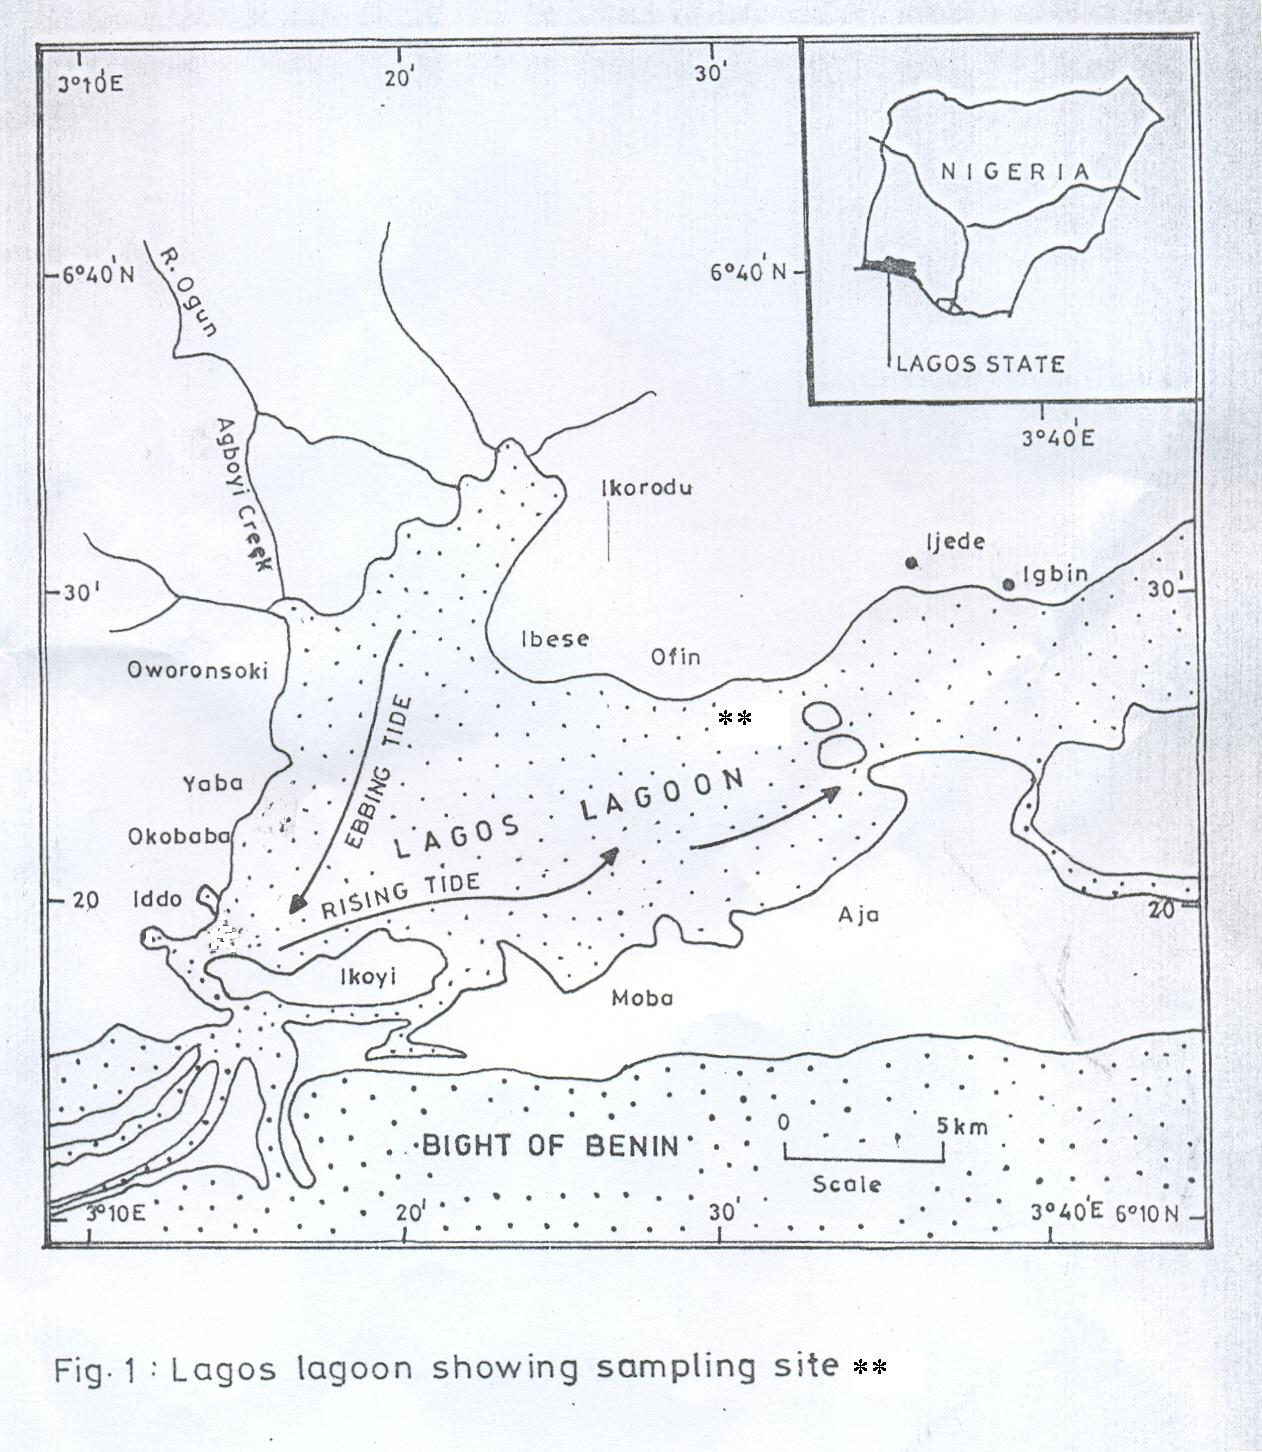 3°10'E
20'
30'
NIGERIA
6°40'N
R. Ogun
6°40'N
LAGOS STATE
3°40'E
Agboyi Creek
Ikorodu
Ijede
Igbin
30'
30'
Ibese
Ofin
Oworonsoki
**
EBBING TIDE
Yaba
LAGOS LAGOON
Okobaba
RISING TIDE
20
Iddo
20'
Aja
Ikoyi
Moba
0 5km
BIGHT OF BENIN
Scale
3°10E
20'
30'
3°40'E 6°10N
Fig. 1 : Lagos lagoon showing sampling site **